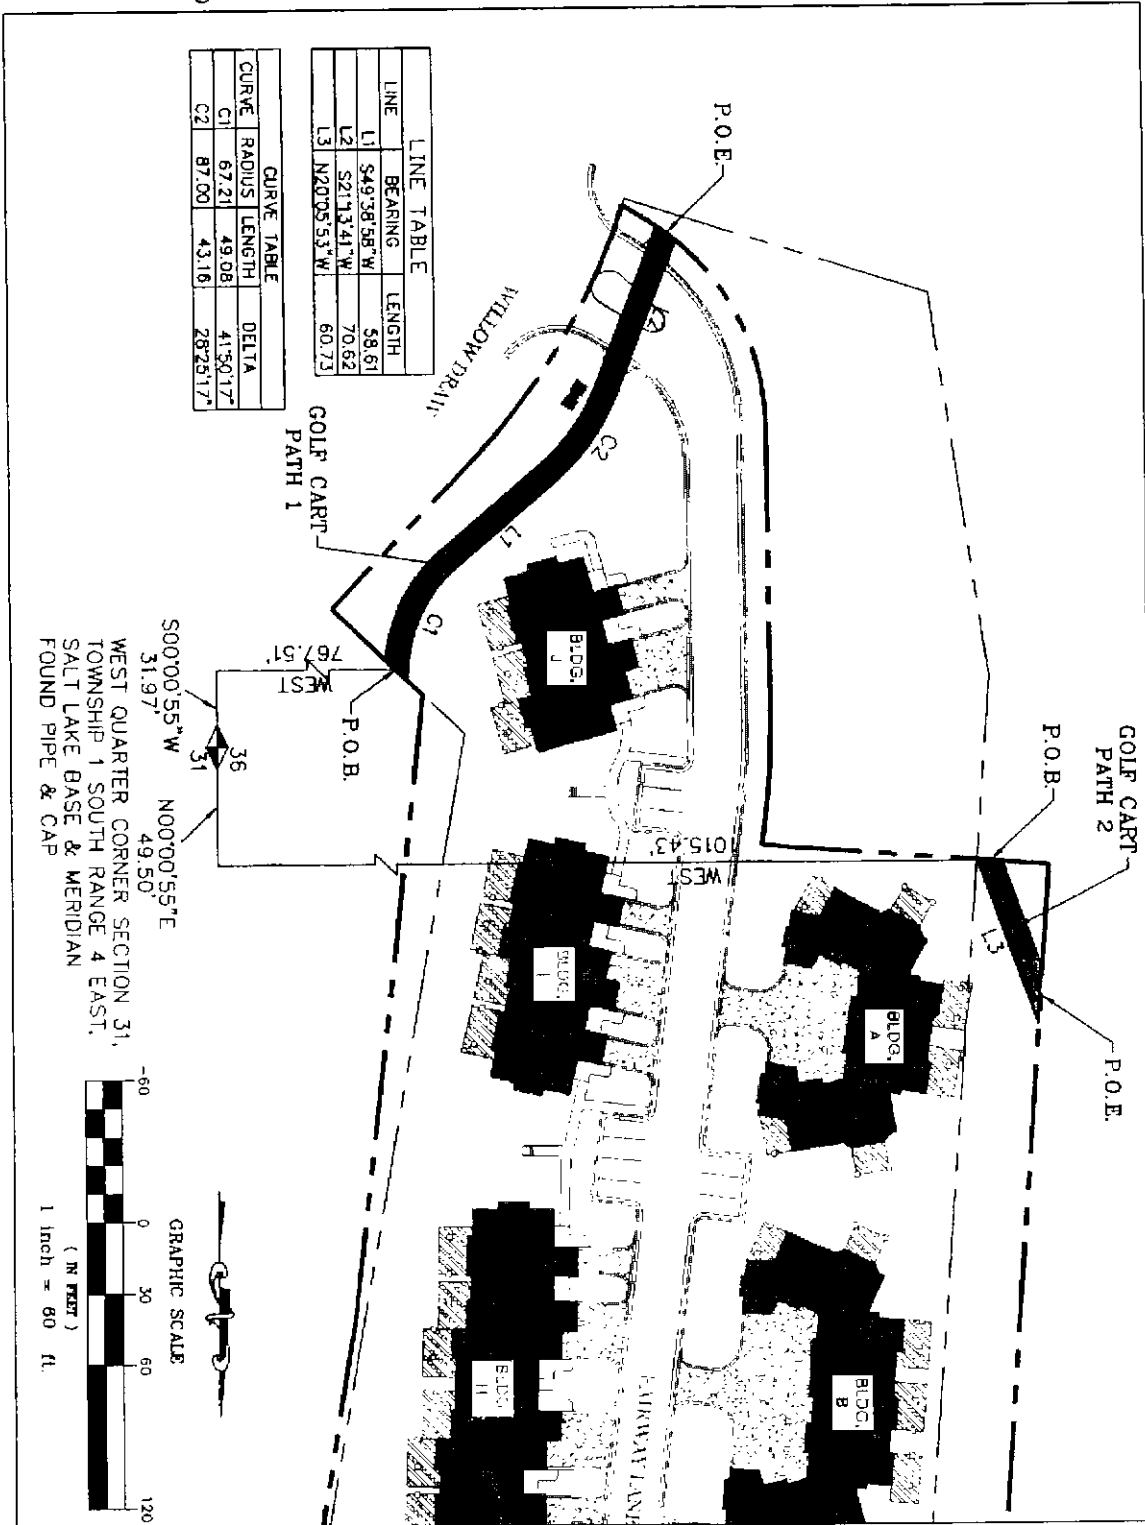 LINE TABLE
LINE BEARING LENGTH
L1 S49°38'58"W 58.61
L2 S21°13'41"W 70.62
L3 N20°05'53"W 60.73
CURVE TABLE
CURVE RADIUS LENGTH DELTA
C1 67.21 49.08 41°50'17"
C2 87.00 43.16 28°25'17"
P.O.E.
WILLOW DRAW
L2
C2
GOLF CART
PATH 1
L1
C1
BLDG.
J
767.51'
WEST
P.O.B.
S00°00'55"W
31.97'
36
31
N00°00'55"E
49.50'
WEST QUARTER CORNER SECTION 31,
TOWNSHIP 1 SOUTH RANGE 4 EAST,
SALT LAKE BASE & MERIDIAN
FOUND PIPE & CAP
GOLF CART
PATH 2
P.O.B.
1015.43'
WEST
L3
P.O.E.
BLDG.
A
BLDG.
I
BLDG.
B
BLDG.
H
FAIRWAY LANE
GRAPHIC SCALE
-60 0 30 60 120
( IN FEET )
1 inch = 60 ft.